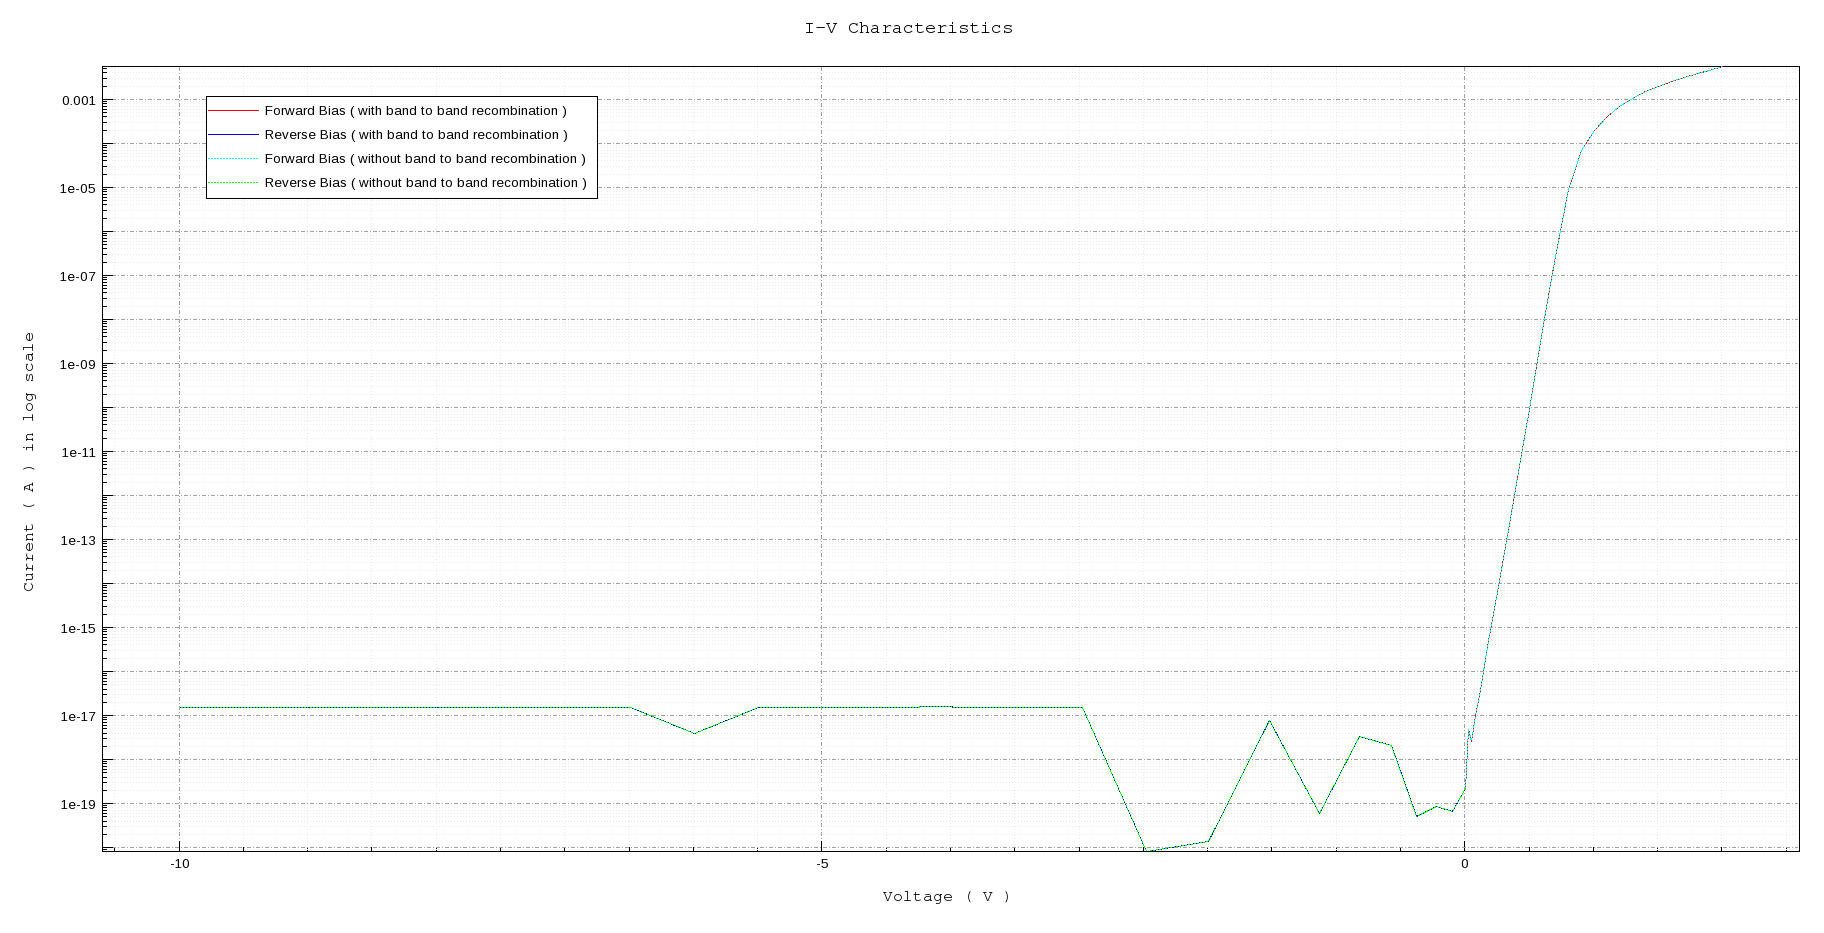 I-V Characteristics
0.001
1e-05
1e-07
1e-09
1e-11
1e-13
1e-15
1e-17
1e-19
Current ( A ) in log scale
Forward Bias ( with band to band recombination )
Reverse Bias ( with band to band recombination )
Forward Bias ( without band to band recombination )
Reverse Bias ( without band to band recombination )
-10
-5
0
Voltage ( V )